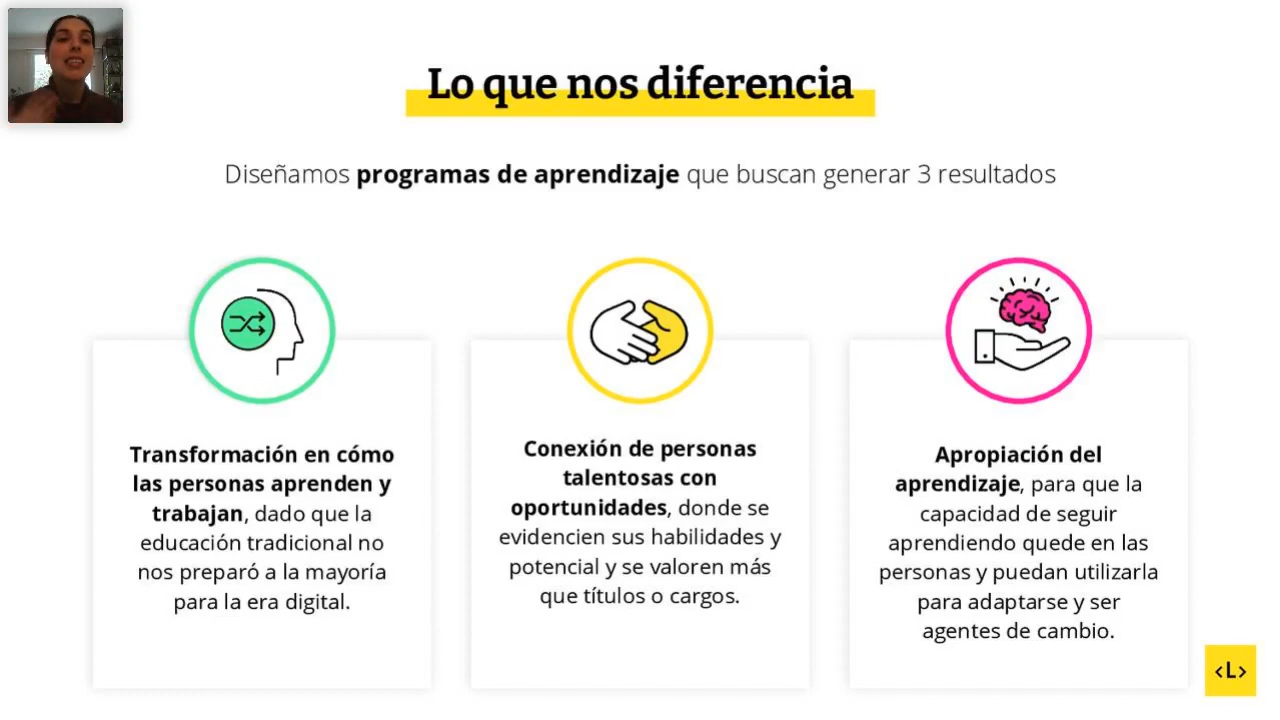 Lo que nos diferencia
Diseñamos programas de aprendizaje que buscan generar 3 resultados
Transformación en cómo
las personas aprenden y
trabajan, dado que la
educación tradicional no
nos preparó a la mayoría
para la era digital.
Conexión de personas
talentosas con
oportunidades, donde se
evidencien sus habilidades y
potencial y se valoren más
que títulos o cargos.
Apropiación del
aprendizaje, para que la
capacidad de seguir
aprendiendo quede en las
personas y puedan utilizarla
para adaptarse y ser
agentes de cambio.
<L>